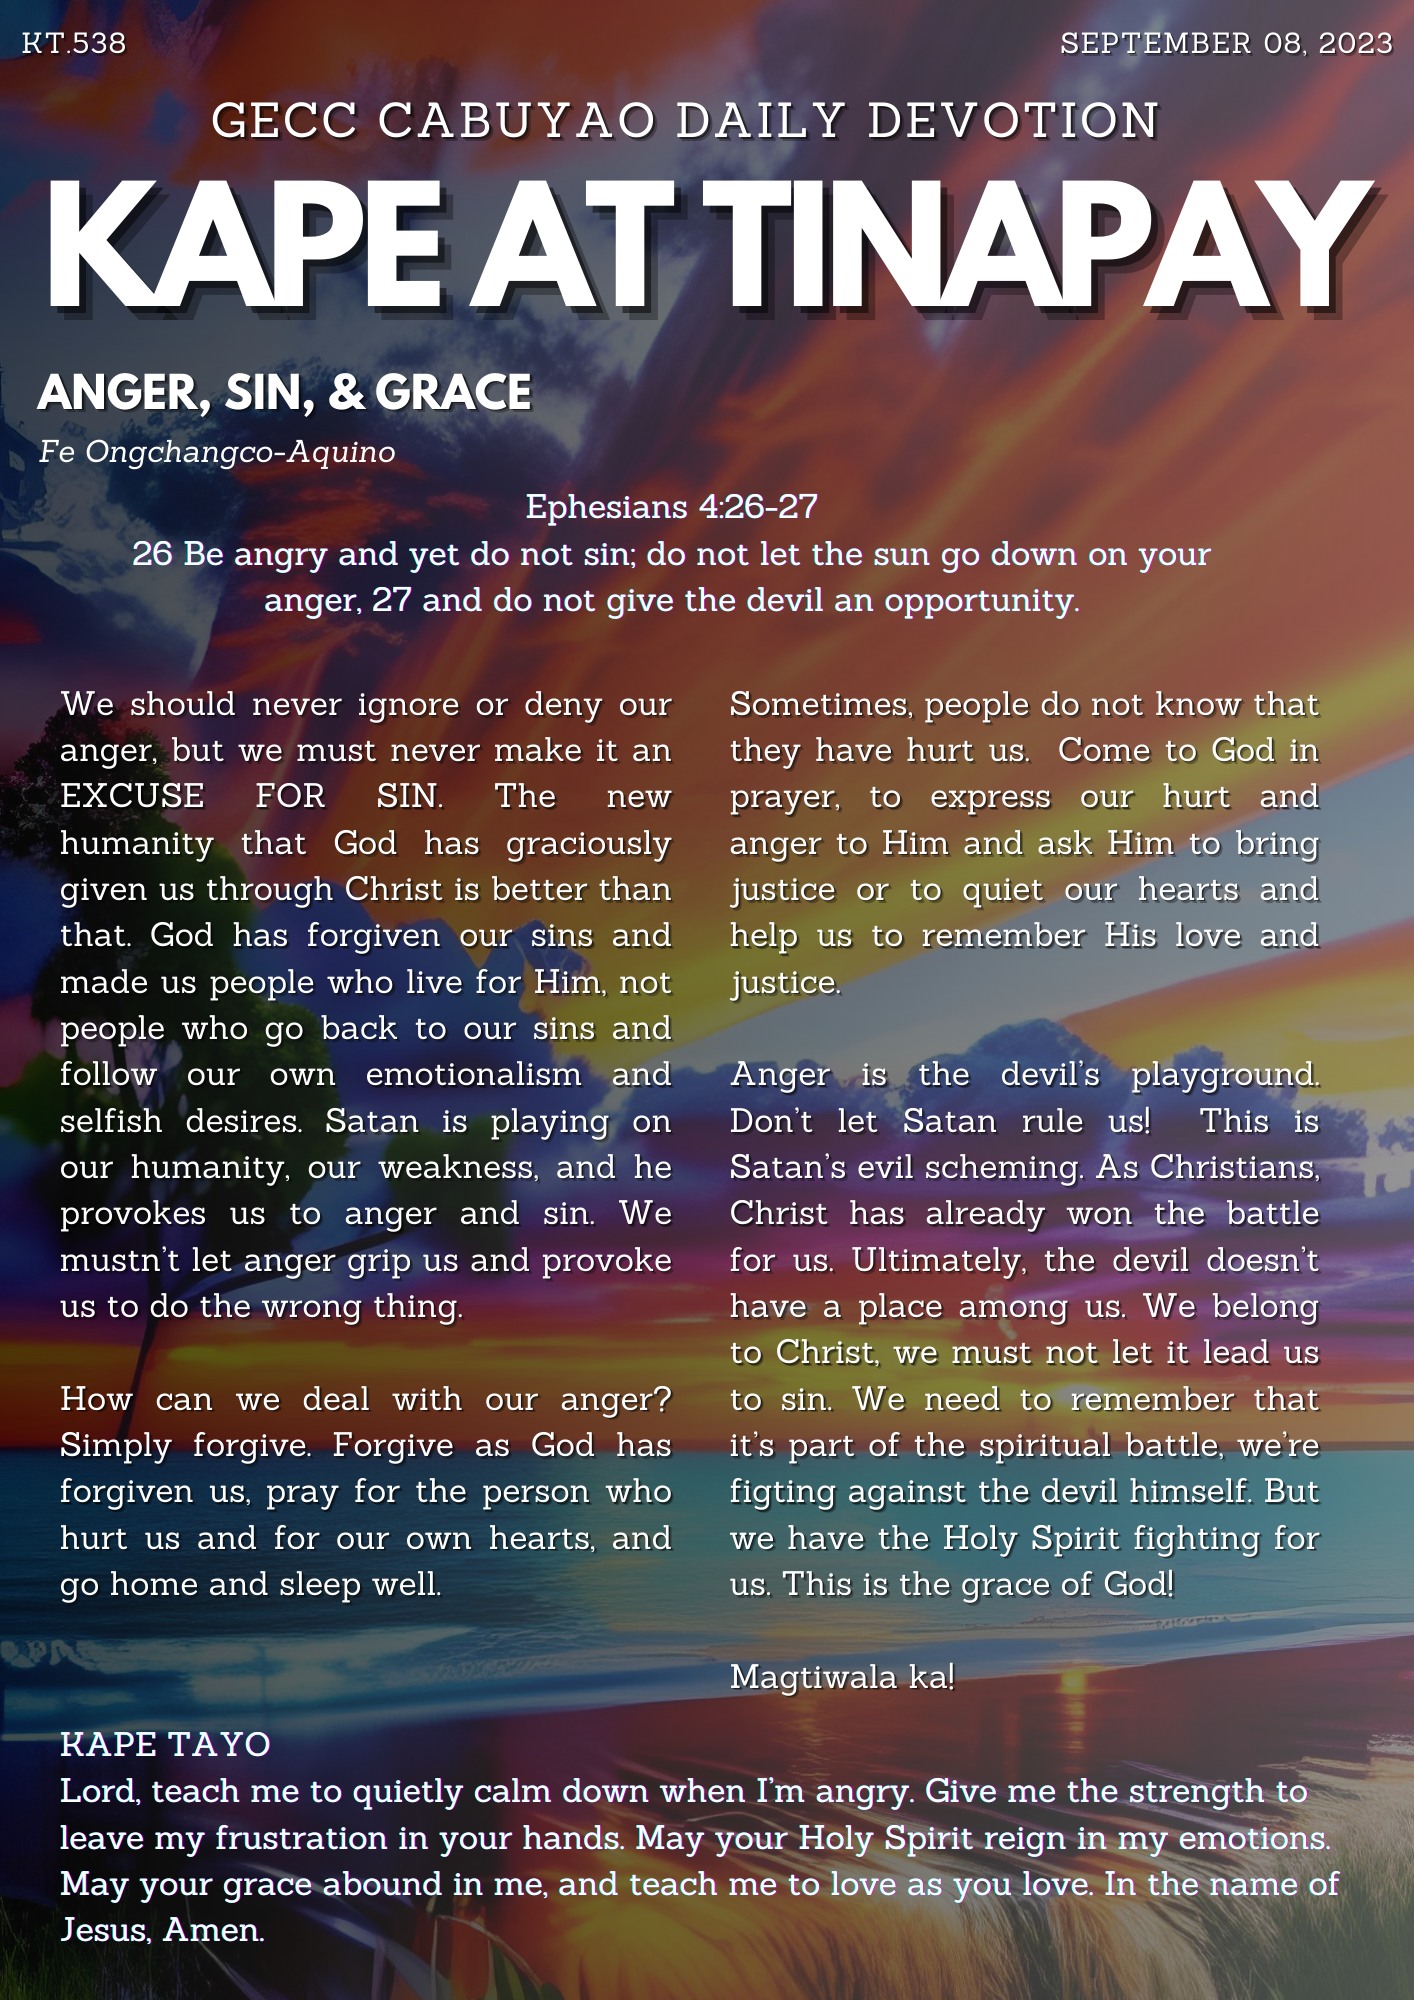 KT.538
SEPTEMBER 08, 2023
GECC CABUYAO DAILY DEVOTION
KAPE AT TINAPAY
ANGER, SIN, & GRACE
Fe Ongchangco-Aquino
Ephesians 4:26-27
26 Be angry and yet do not sin; do not let the sun go down on your
anger, 27 and do not give the devil an opportunity.
We should never ignore or deny our
anger, but we must never make it an
EXCUSE FOR SIN. The new
humanity that God has graciously
given us through Christ is better than
that. God has forgiven our sins and
made us people who live for Him, not
people who go back to our sins and
follow our own emotionalism and
selfish desires. Satan is playing on
our humanity, our weakness, and he
provokes us to anger and sin. We
mustn't let anger grip us and provoke
us to do the wrong thing.
How can we deal with our anger?
Simply forgive. Forgive as God has
forgiven us, pray for the person who
hurt us and for our own hearts, and
go home and sleep well.
Sometimes, people do not know that
they have hurt us. Come to God in
prayer, to express our hurt and
anger to Him and ask Him to bring
justice or to quiet our hearts and
help us to remember His love and
justice.
Anger is the devil's playground.
Don't let Satan rule us! This is
Satan's evil scheming. As Christians,
Christ has already won the battle
for us. Ultimately, the devil doesn't
have a place among us. We belong
to Christ, we must not let it lead us
to sin. We need to remember that
it's part of the spiritual battle, we're
figting against the devil himself. But
we have the Holy Spirit fighting for
us. This is the grace of God!
Magtiwala ka!
KAPE TAYO
Lord, teach me to quietly calm down when I'm angry. Give me the strength to
leave my frustration in your hands. May your Holy Spirit reign in my emotions.
May your grace abound in me, and teach me to love as you love. In the name of
Jesus, Amen.